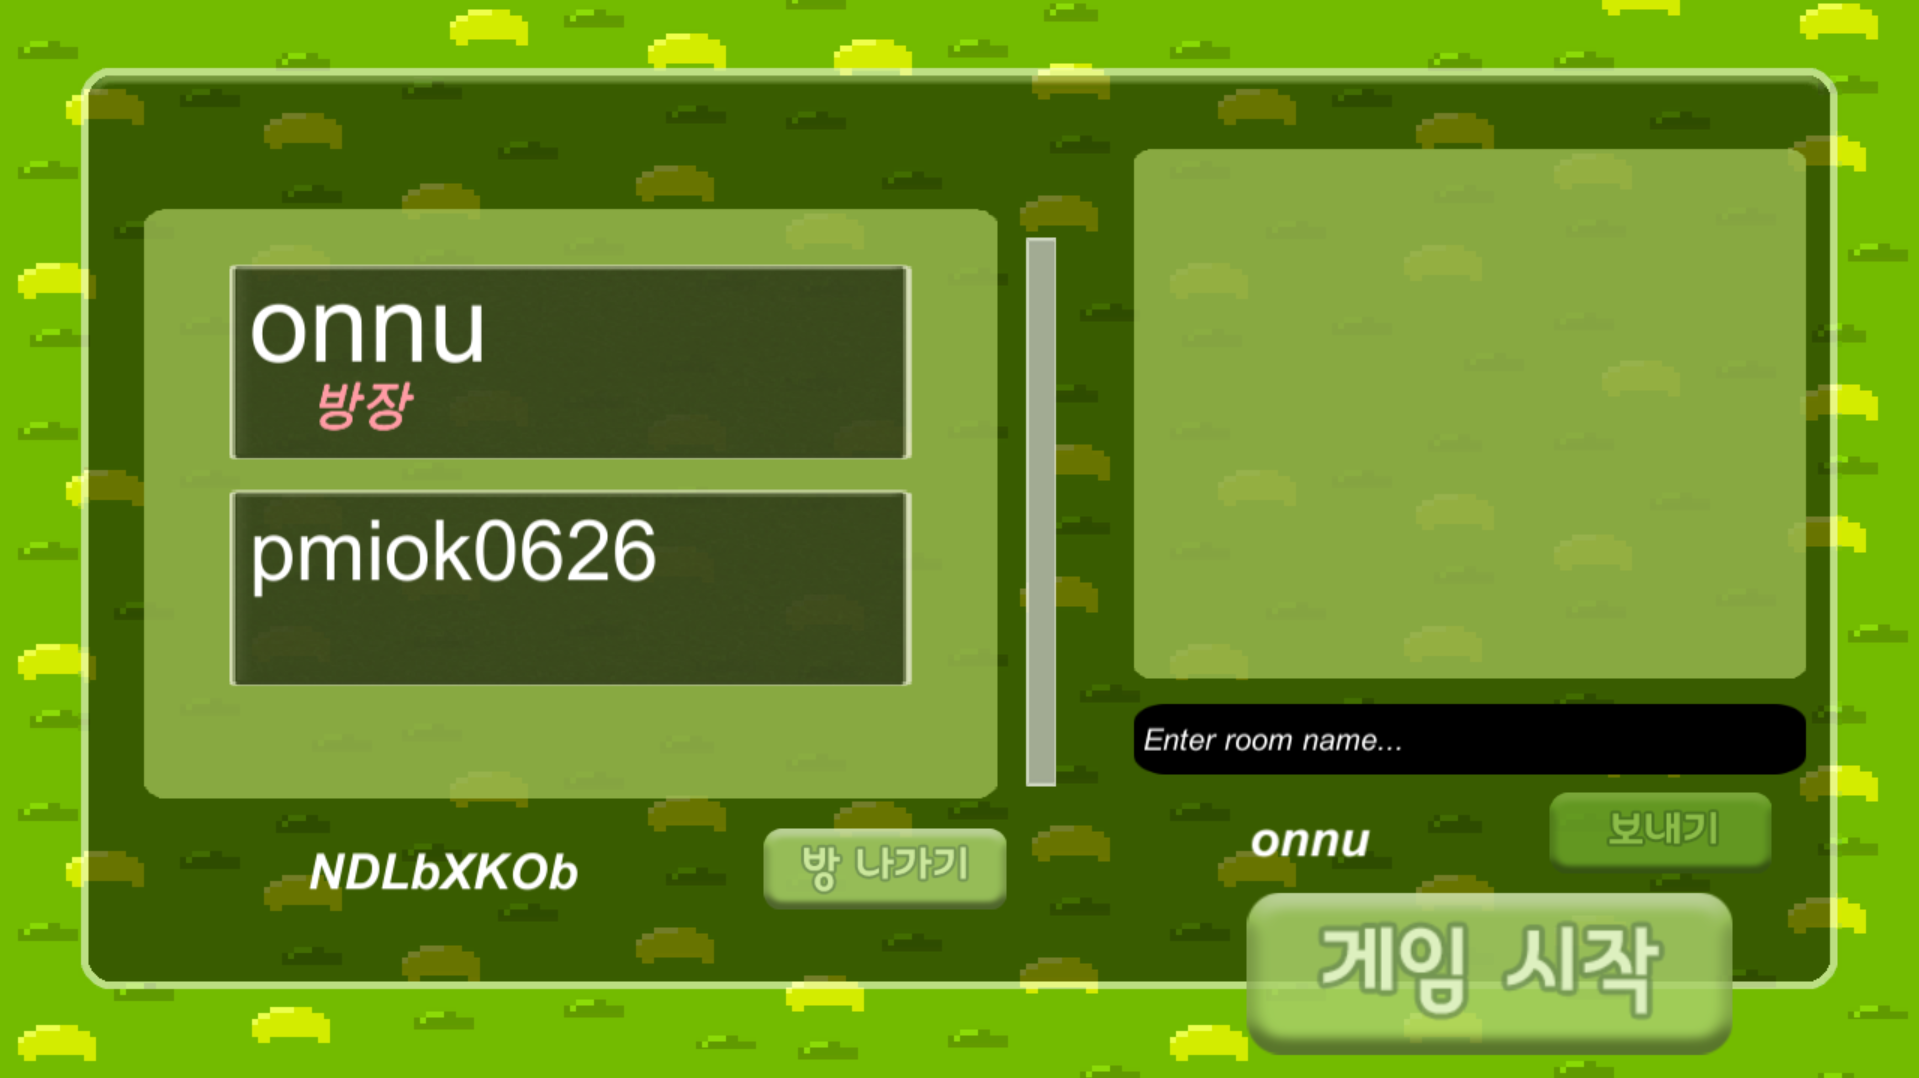 onnu
방장
pmiok0626
NDLbXKOb
방 나가기
Enter room name...
onnu
보내기
게임 시작